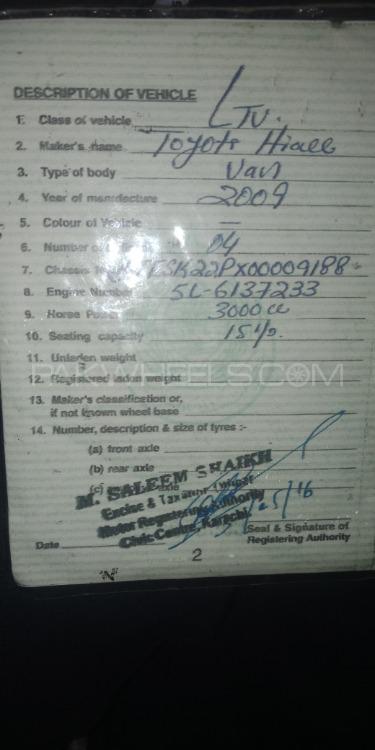 DESCRIPTION OF VEHICLE
1. Class of vehicle LTV.
2. Maker's name Toyota Hiace
3. Type of body Van
4. Year of manufacture 2009
5. Colour of Vehicle —
6. Number of 04
7. Chassis SK22PX00009188
8. Engine Number 5L-6137233
9. Horse Power 3000cc
10. Seating capacity 15
11. Unladen weight
PAKWHEELS.COM
12. Registered laden weight
13. Maker's classification or,
if not known wheel base
14. Number, description & size of tyres :-
(a) front axle
(b) rear axle
(c) axle
M. SALEEM SHAIKH
Excise & Taxation
Motor Registering Authority
Civic Centre, Karachi
Seal & Signature of
Date Registering Authority
2
"N"